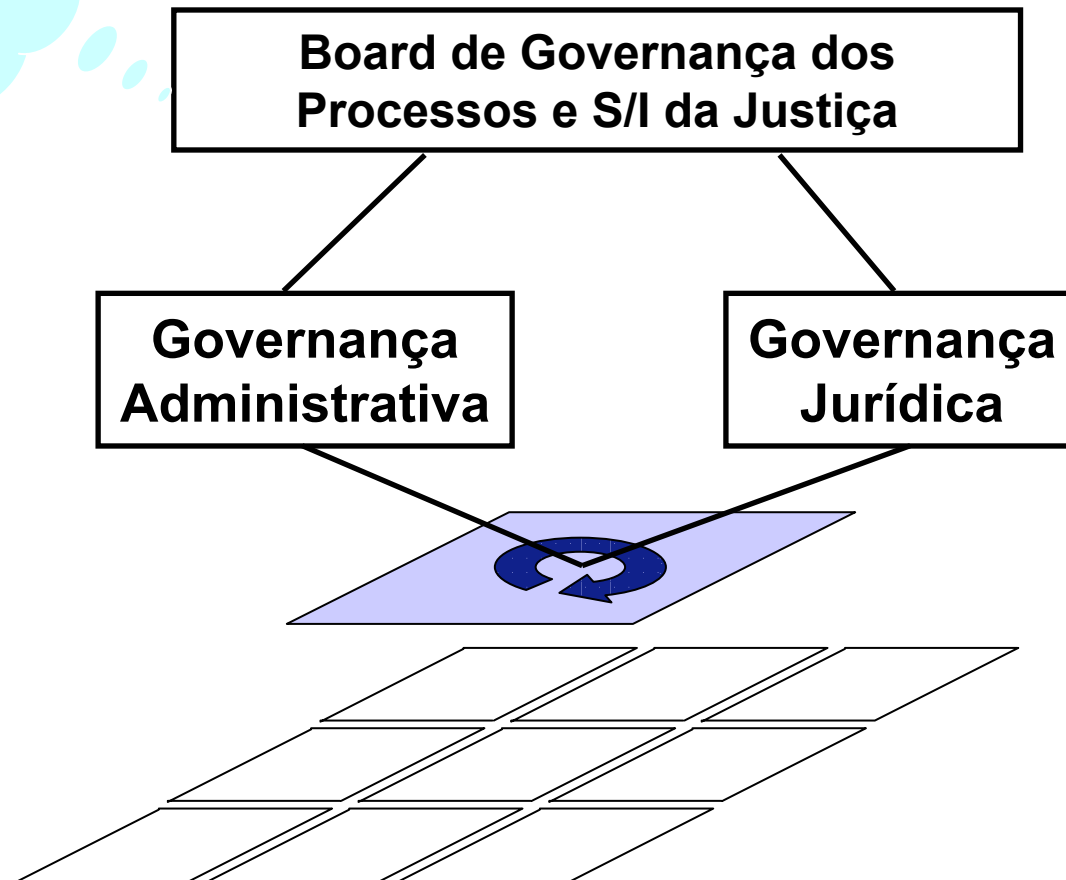 Board de Governança dos
Processos e S/I da Justiça
Governança
Administrativa
Governança
Jurídica